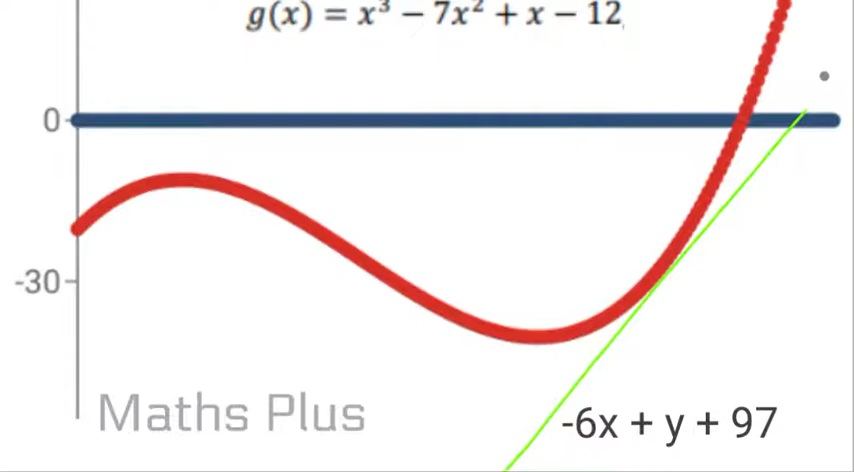 g(x) = x³ − 7x² + x − 12
0
-30
Maths Plus
-6x + y + 97